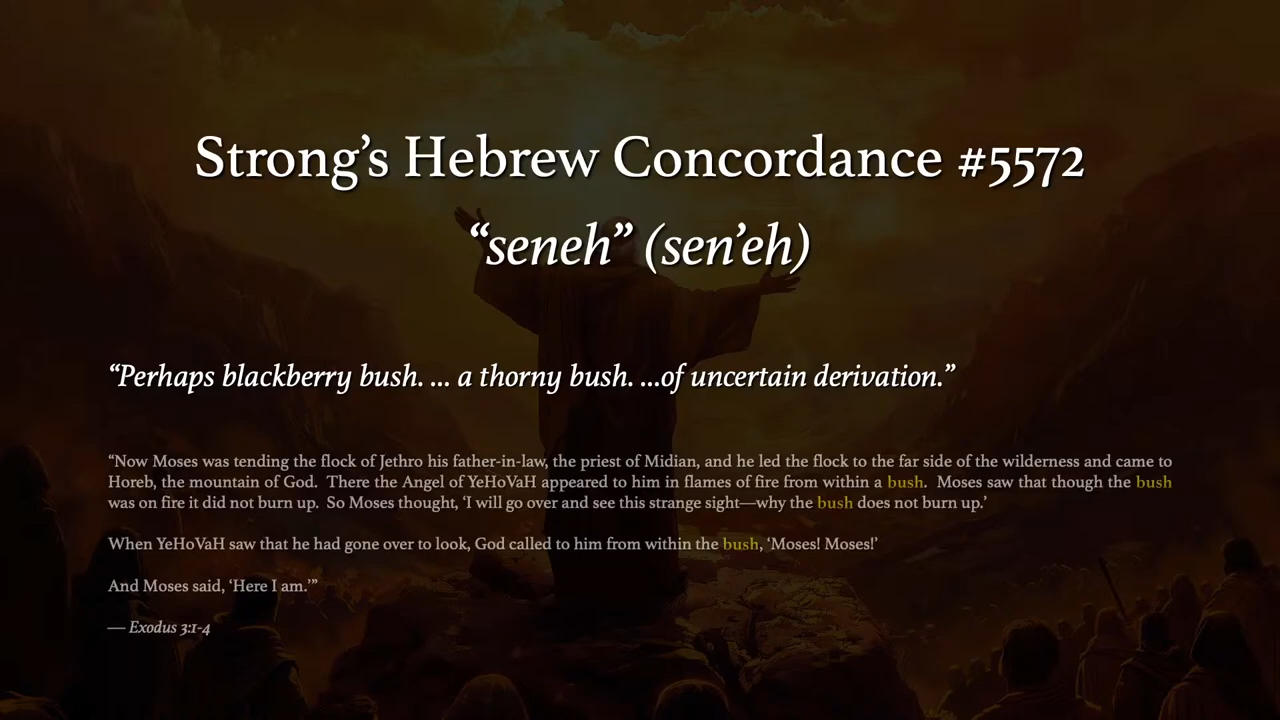 Strong’s Hebrew Concordance #5572
“seneh” (sen’eh)
“Perhaps blackberry bush. ... a thorny bush. ...of uncertain derivation.”
“Now Moses was tending the flock of Jethro his father-in-law, the priest of Midian, and he led the flock to the far side of the wilderness and came to
Horeb, the mountain of God.  There the Angel of YeHoVaH appeared to him in flames of fire from within a bush.  Moses saw that though the bush
was on fire it did not burn up.  So Moses thought, ‘I will go over and see this strange sight—why the bush does not burn up.’
When YeHoVaH saw that he had gone over to look, God called to him from within the bush, ‘Moses! Moses!’
And Moses said, ‘Here I am.’”
— Exodus 3:1-4